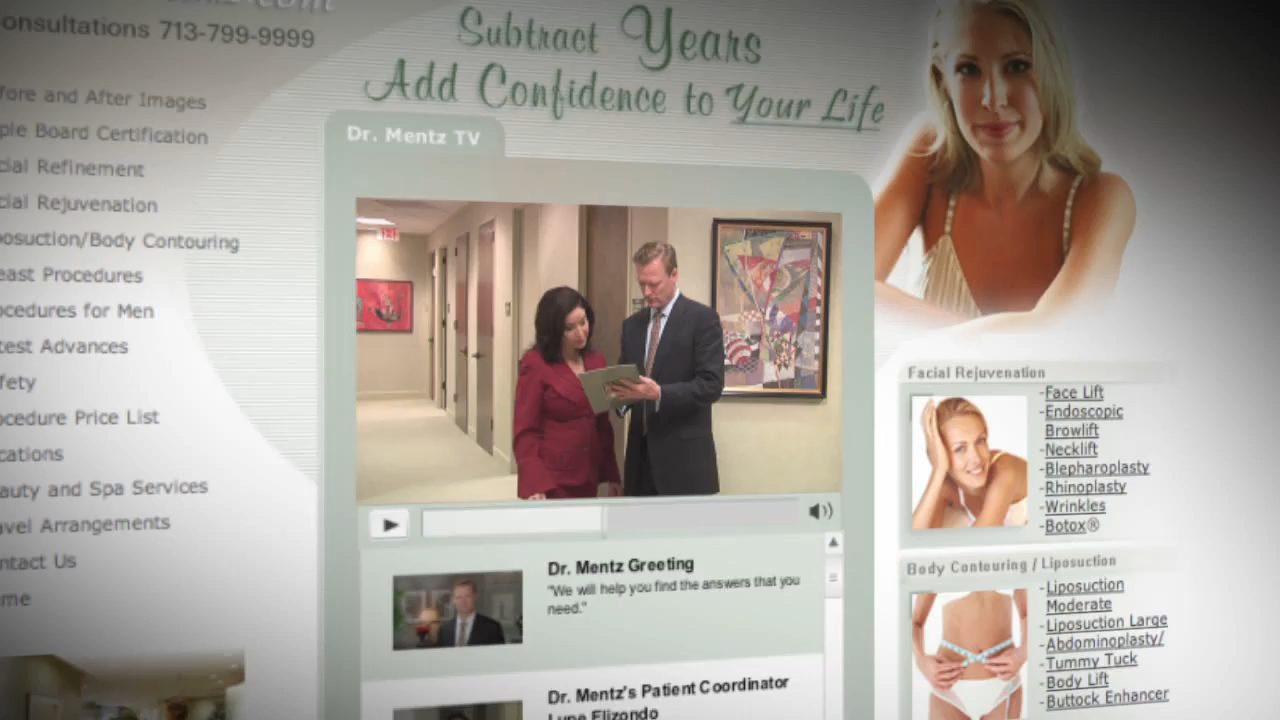 onsultations 713-799-9999
fore and After Images
ple Board Certification
cial Refinement
cial Rejuvenation
posuction/Body Contouring
east Procedures
ocedures for Men
test Advances
fety
ocedure Price List
cations
auty and Spa Services
avel Arrangements
ntact Us
me
Subtract Years
Add Confidence to Your Life
Dr. Mentz TV
Dr. Mentz Greeting
"We will help you find the answers that you
need."
Dr. Mentz's Patient Coordinator
Lupe Elizondo
Facial Rejuvenation
-Face Lift
-Endoscopic
Browlift
-Necklift
-Blepharoplasty
-Rhinoplasty
-Wrinkles
-Botox®
Body Contouring / Liposuction
-Liposuction
Moderate
-Liposuction Large
-Abdominoplasty/
-Tummy Tuck
-Body Lift
-Buttock Enhancer